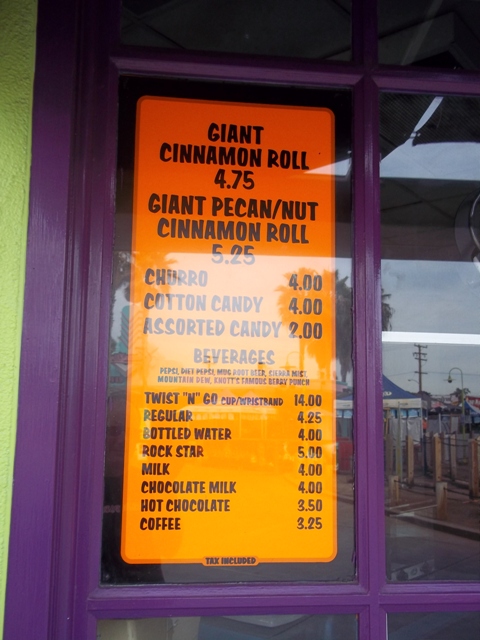 GIANT
CINNAMON ROLL
4.75
GIANT PECAN/NUT
CINNAMON ROLL
5.25
CHURRO 4.00
COTTON CANDY 4.00
ASSORTED CANDY 2.00
BEVERAGES
PEPSI, DIET PEPSI, MUG ROOT BEER, SIERRA MIST,
MOUNTAIN DEW, KNOTT'S FAMOUS BERRY PUNCH
TWIST "N" GO CUP/WRISTBAND 14.00
REGULAR 4.25
BOTTLED WATER 4.00
ROCK STAR 5.00
MILK 4.00
CHOCOLATE MILK 4.00
HOT CHOCOLATE 3.50
COFFEE 3.25
TAX INCLUDED